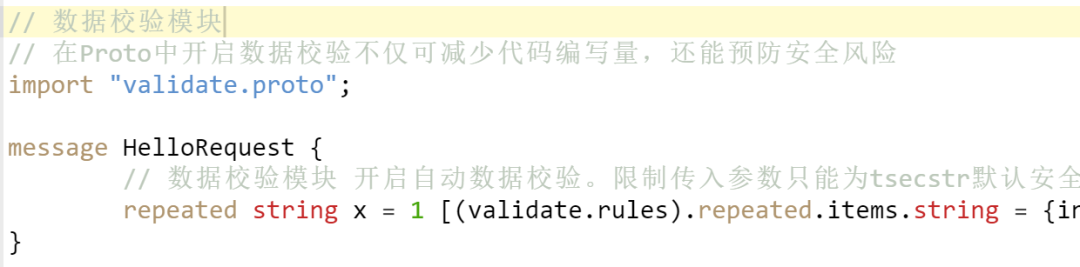 // 数据校验模块
// 在Proto中开启数据校验不仅可减少代码编写量，还能预防安全风险
import "validate.proto";
message HelloRequest {
// 数据校验模块 开启自动数据校验。限制传入参数只能为tsecstr默认安全
repeated string x = 1 [(validate.rules).repeated.items.string = {in
}